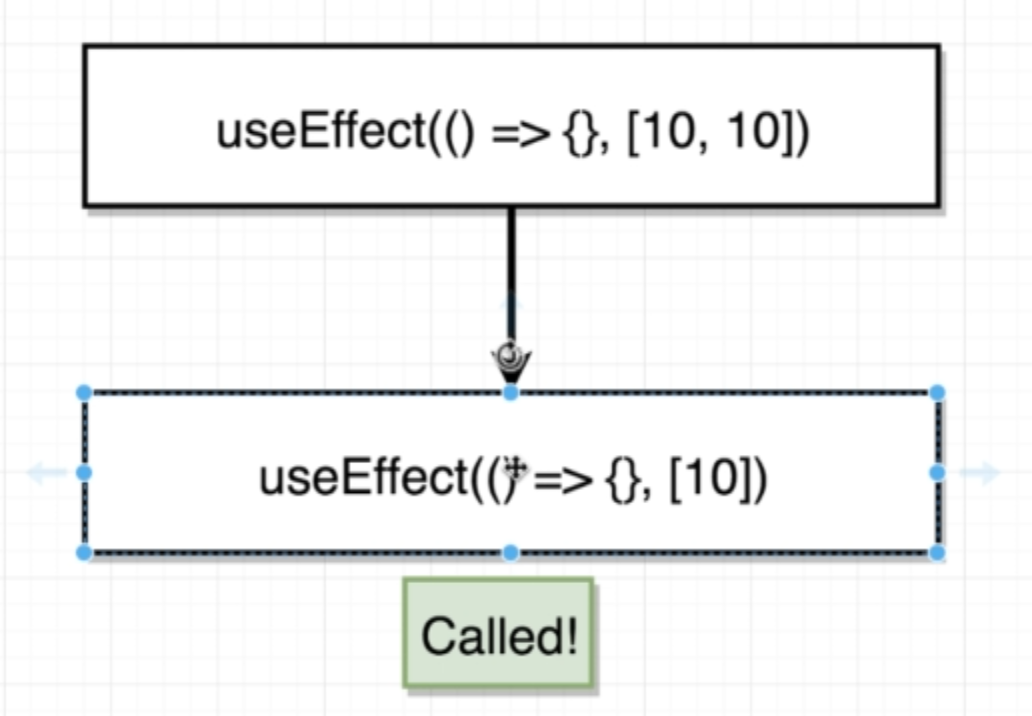 useEffect(() => {}, [10, 10])
useEffect(() => {}, [10])
Called!